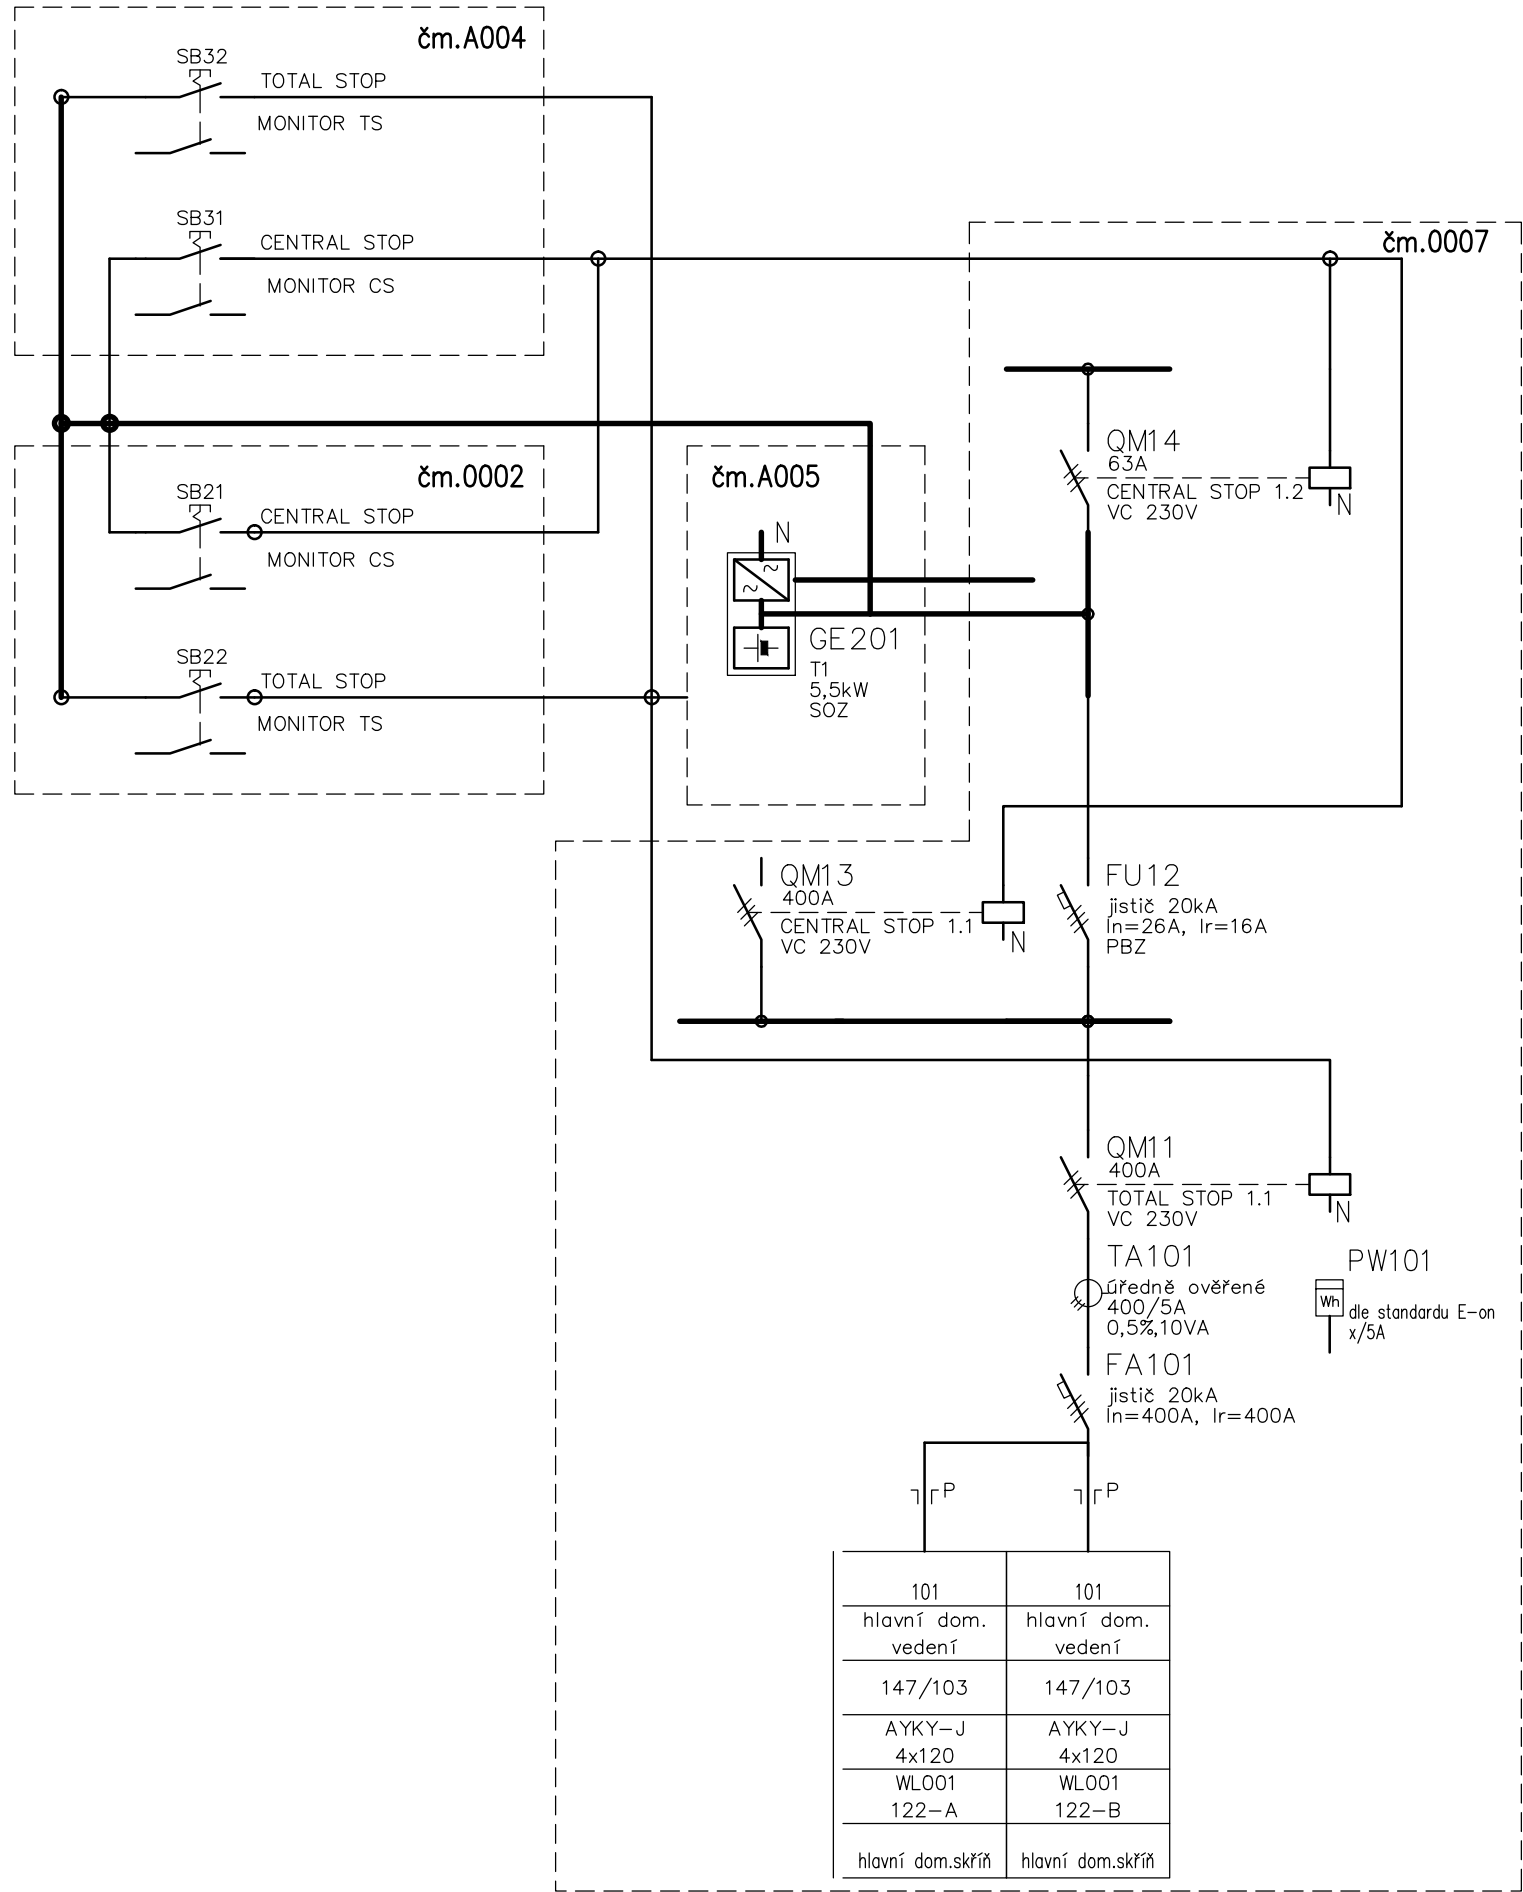 čm.A004
SB32
TOTAL STOP
MONITOR TS
SB31
CENTRAL STOP
MONITOR CS
čm.0007
čm.0002
SB21
CENTRAL STOP
MONITOR CS
SB22
TOTAL STOP
MONITOR TS
čm.A005
N
GE201
T1
5,5kW
SOZ
QM14
63A
CENTRAL STOP 1.2
VC 230V
N
QM13
400A
CENTRAL STOP 1.1
VC 230V
N
FU12
jistič 20kA
In=26A, Ir=16A
PBZ
QM11
400A
TOTAL STOP 1.1
VC 230V
N
TA101
úředně ověřené
400/5A
0,5%,10VA
PW101
Wh
dle standardu E-on
x/5A
FA101
jistič 20kA
In=400A, Ir=400A
P
P
101
hlavní dom.
vedení
147/103
AYKY-J
4x120
WL001
122-A
hlavní dom.skříň
101
hlavní dom.
vedení
147/103
AYKY-J
4x120
WL001
122-B
hlavní dom.skříň